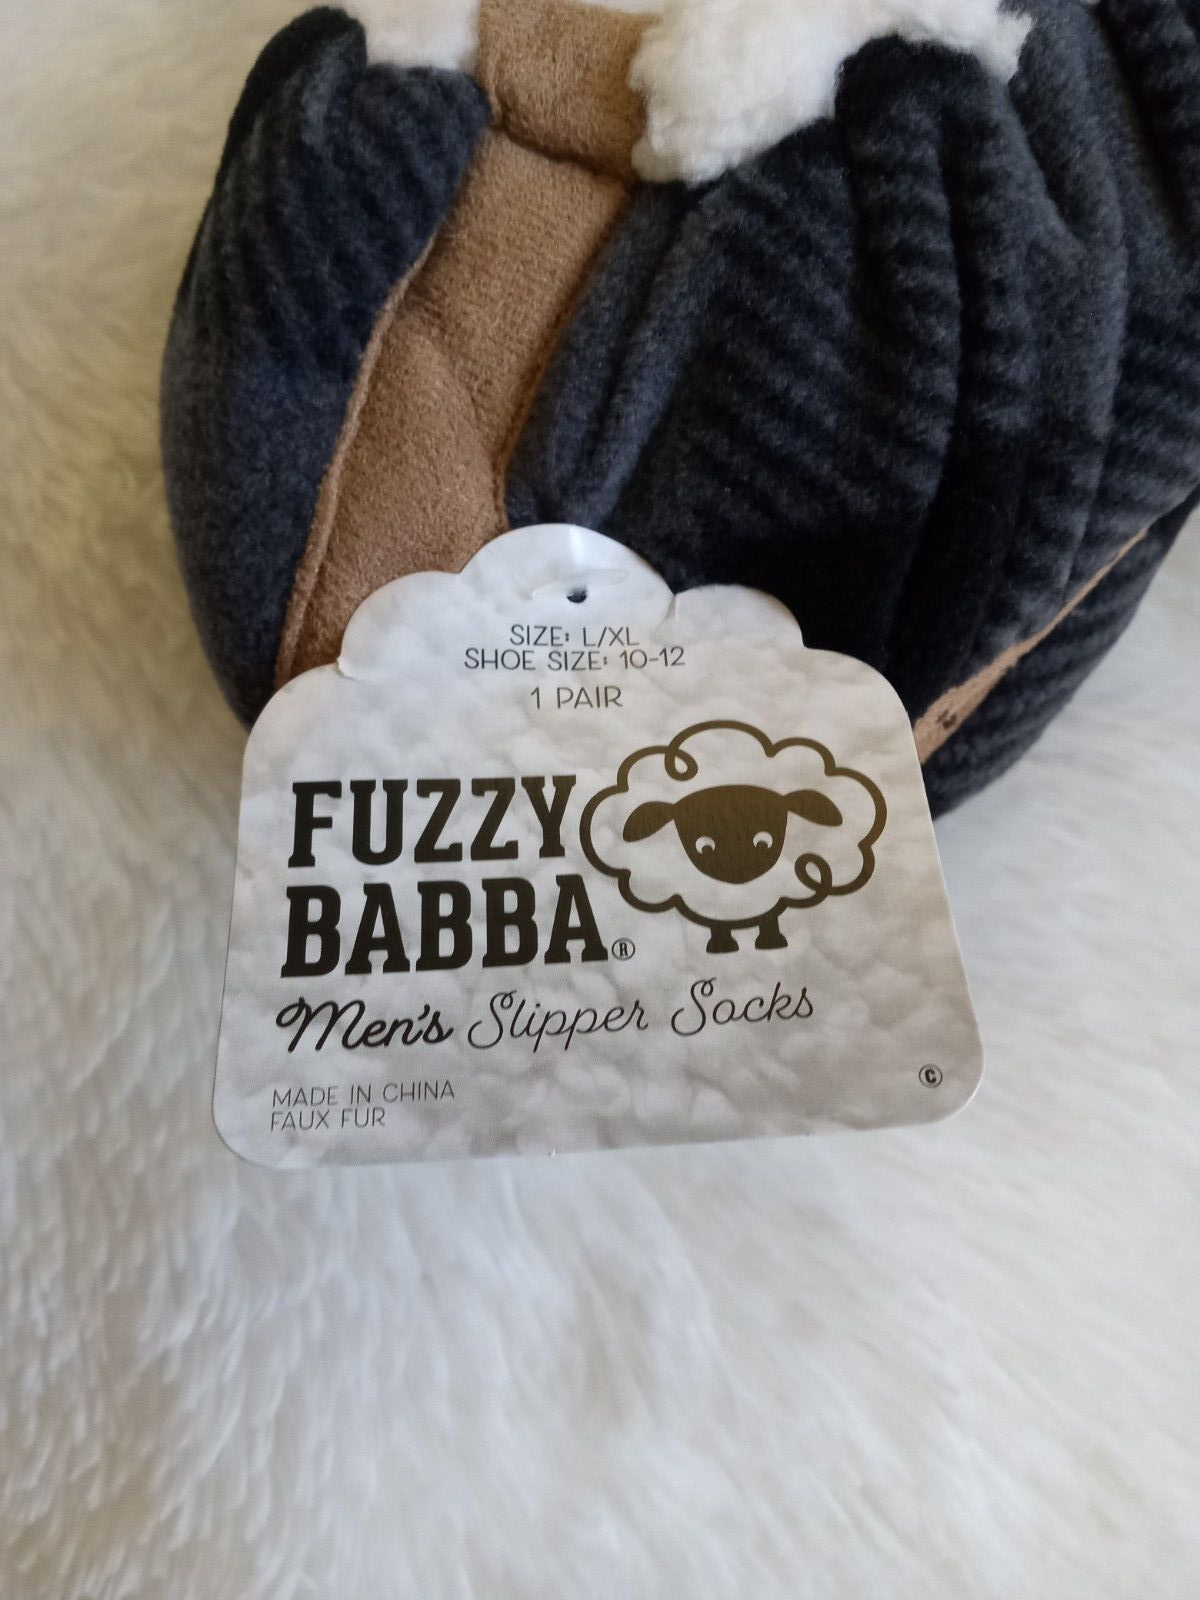 SIZE: L/XL
SHOE SIZE: 10-12
1 PAIR
FUZZY
BABBA®
Men's Slipper Socks
©
MADE IN CHINA
FAUX FUR